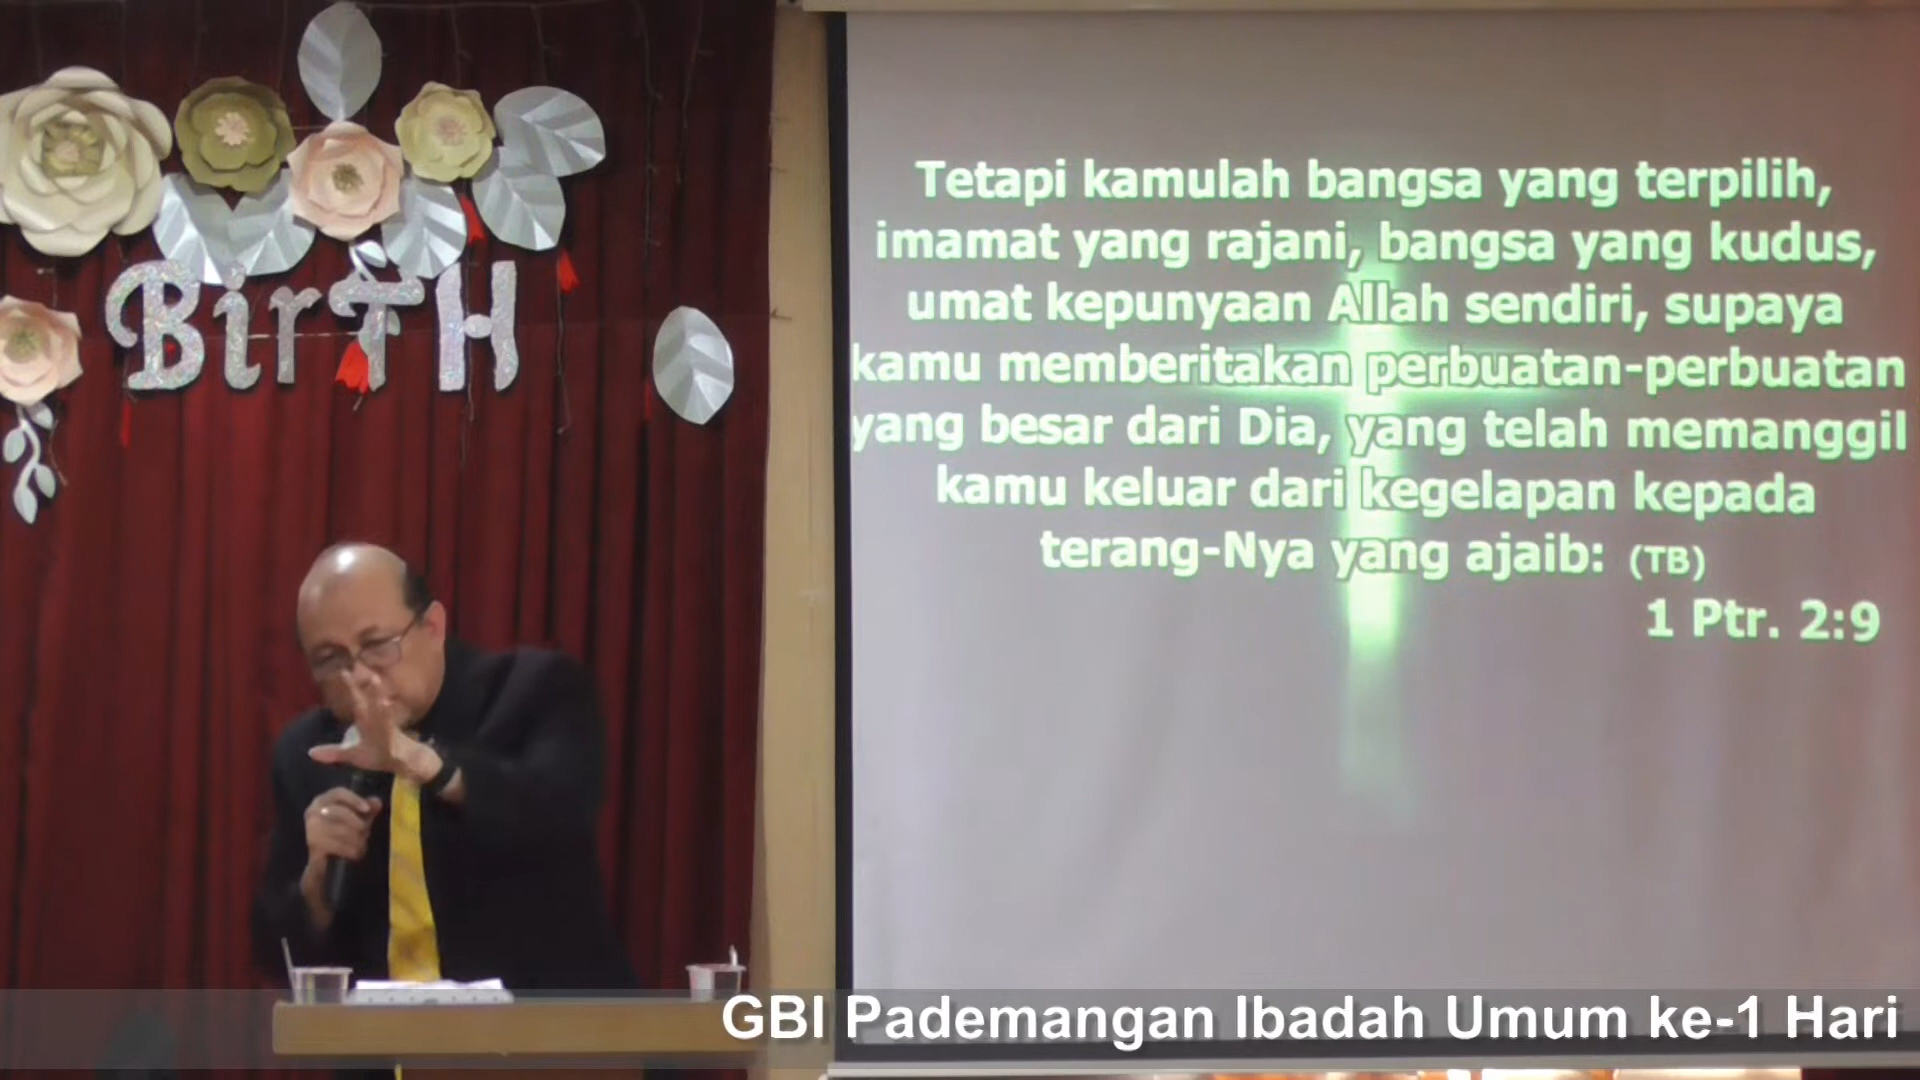 BirTH
Tetapi kamulah bangsa yang terpilih,
imamat yang rajani, bangsa yang kudus,
umat kepunyaan Allah sendiri, supaya
kamu memberitakan perbuatan-perbuatan
yang besar dari Dia, yang telah memanggil
kamu keluar dari kegelapan kepada
terang-Nya yang ajaib: (TB)
1 Ptr. 2:9
GBI Pademangan Ibadah Umum ke-1 Hari